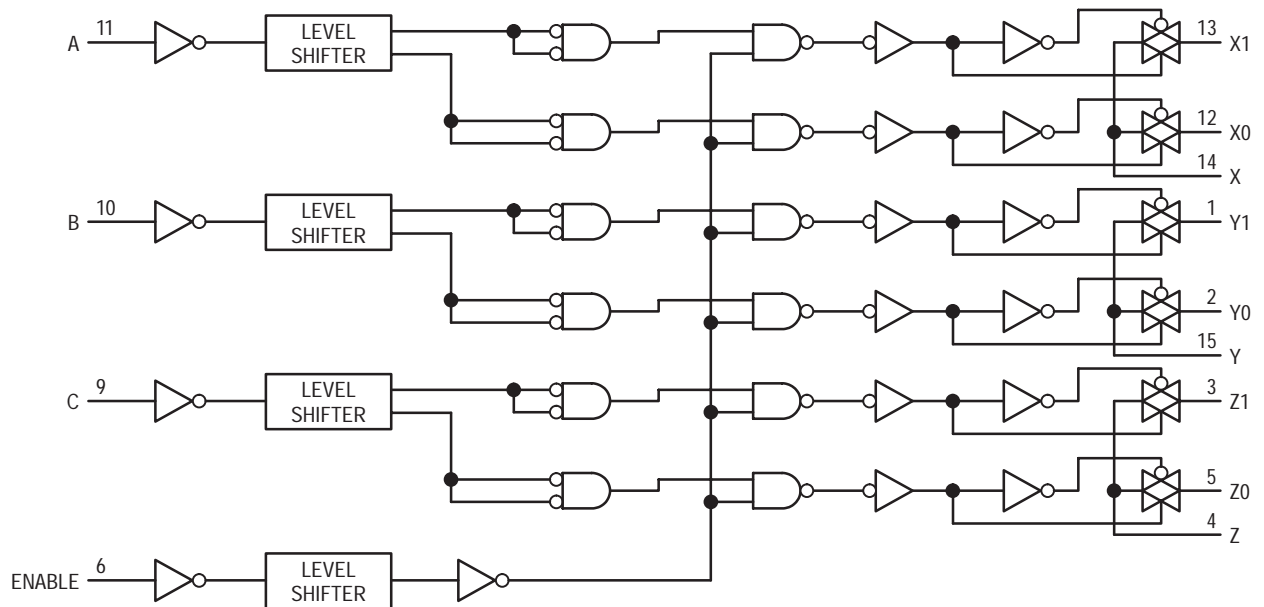 A 11 LEVEL SHIFTER 13 X1
12 X0
14 X
B 10 LEVEL SHIFTER 1 Y1
2 Y0
15 Y
C 9 LEVEL SHIFTER 3 Z1
5 Z0
4 Z
ENABLE 6 LEVEL SHIFTER